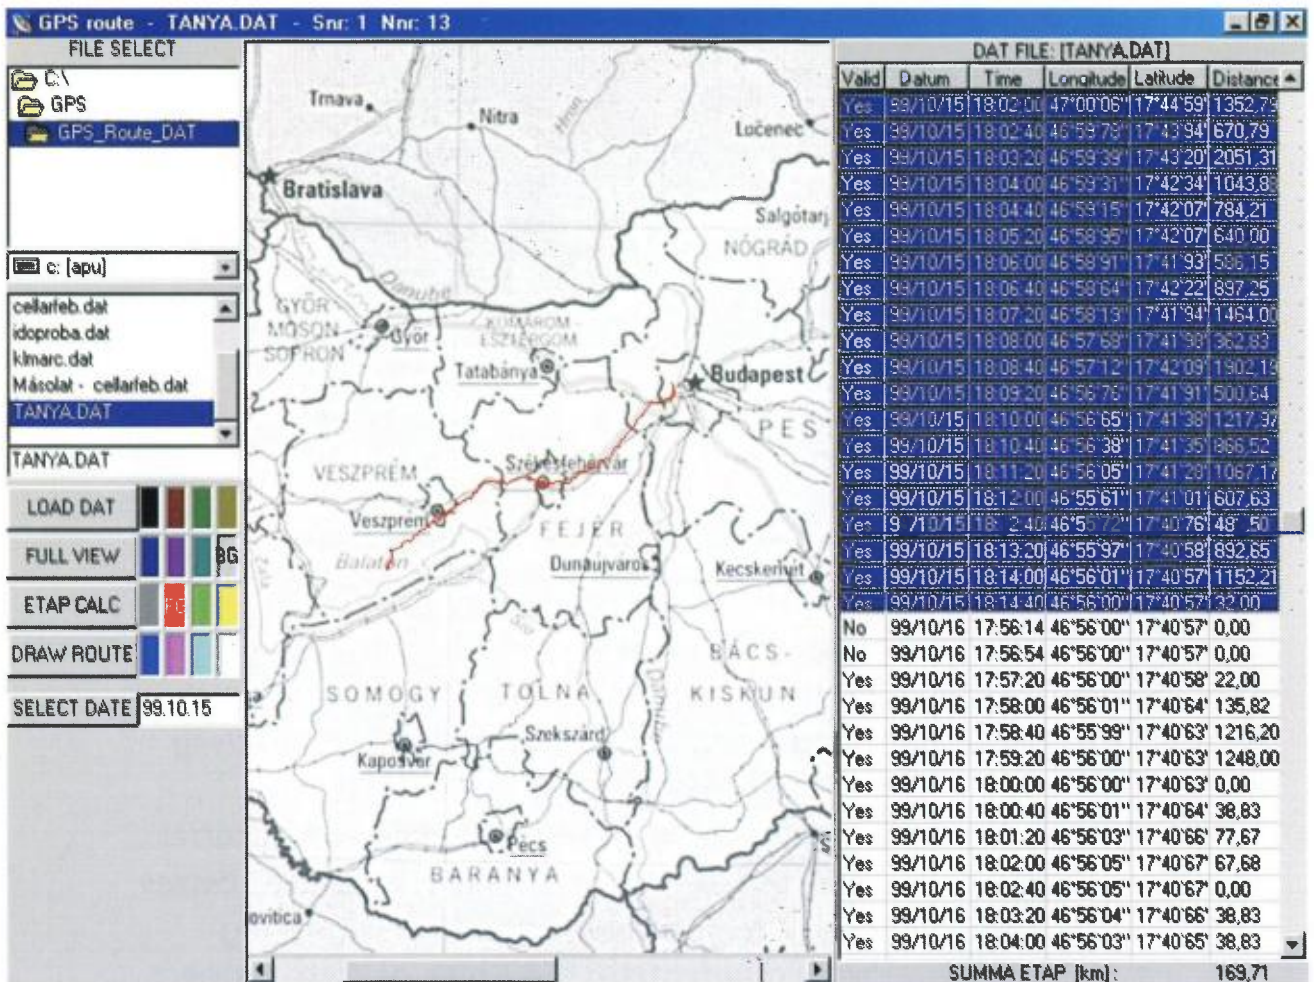 GPS route - TANYA.DAT - Snr: 1 Nnr: 13
FILE SELECT
C:\
GPS
GPS_Route_DAT
c: [apu]
cellarfeb.dat
idoproba.dat
klmarc.dat
Másolat - cellarfeb.dat
TANYA.DAT
TANYA.DAT
LOAD DAT
FULL VIEW
BG
ETAP CALC
FG
DRAW ROUTE
SELECT DATE 99.10.15
Trnava
Nitra
Hron
Lučenec
Bratislava
Salgótarj
NÓGRÁD
Danube
GYŐR
MOSON
SOPRON
Győr
KOMÁROM
ESZTERGOM
Tatabánya
Budapest
PES
VESZPRÉM
Székesfehérvár
Veszprém
FEJÉR
Balaton
Dunaujváros
Kecskemét
BÁCS-
KISKUN
SOMOGY
TOLNA
Szekszárd
Kaposvár
Pécs
BARANYA
ovitica
DAT FILE: [TANYA.DAT]
Valid Datum Time Longitude Latitude Distance
Yes 99/10/15 18:02:00 47°00'06" 17°44'59' 1352,79
Yes 99/10/15 18:02:40 46°59'78" 17°43'94' 670,79
Yes 99/10/15 18:03:20 46°59'39" 17°43'20' 2051,31
Yes 99/10/15 18:04:00 46°59'31" 17°42'34' 1043,8
Yes 99/10/15 18:04:40 46°59'15" 17°42'07' 784,21
Yes 99/10/15 18:05:20 46°58'95" 17°42'07' 640,00
Yes 99/10/15 18:06:00 46°58'91" 17°41'93' 586,15
Yes 99/10/15 18:06:40 46°58'64" 17°42'22' 897,25
Yes 99/10/15 18:07:20 46°58'13" 17°41'94' 1464,00
Yes 99/10/15 18:08:00 46°57'68" 17°41'98' 362,83
Yes 99/10/15 18:08:40 46°57'12" 17°42'09' 1902,19
Yes 99/10/15 18:09:20 46°56'76" 17°41'91' 500,64
Yes 99/10/15 18:10:00 46°56'65" 17°41'38' 1217,97
Yes 99/10/15 18:10:40 46°56'38" 17°41'35' 866,52
Yes 99/10/15 18:11:20 46°56'05" 17°41'28' 1067,17
Yes 99/10/15 18:12:00 46°55'61" 17°41'01' 607,63
Yes 17°40'76'
Yes 99/10/15 18:13:20 46°55'97" 17°40'58' 892,65
Yes 99/10/15 18:14:00 46°56'01" 17°40'57' 1152,21
Yes 99/10/15 18:14:40 46°56'00" 17°40'57' 32,00
No 99/10/16 17:56:14 46°56'00" 17°40'57' 0,00
No 99/10/16 17:56:54 46°56'00" 17°40'57' 0,00
Yes 99/10/16 17:57:20 46°56'00" 17°40'58' 22,00
Yes 99/10/16 17:58:00 46°56'01" 17°40'64' 135,82
Yes 99/10/16 17:58:40 46°55'99" 17°40'63' 1216,20
Yes 99/10/16 17:59:20 46°56'00" 17°40'63' 1248,00
Yes 99/10/16 18:00:00 46°56'00" 17°40'63' 0,00
Yes 99/10/16 18:00:40 46°56'01" 17°40'64' 38,83
Yes 99/10/16 18:01:20 46°56'03" 17°40'66' 77,67
Yes 99/10/16 18:02:00 46°56'05" 17°40'67' 67,68
Yes 99/10/16 18:02:40 46°56'05" 17°40'67' 0,00
Yes 99/10/16 18:03:20 46°56'04" 17°40'66' 38,83
Yes 99/10/16 18:04:00 46°56'03" 17°40'65' 38,83
SUMMA ETAP [km] : 169,71